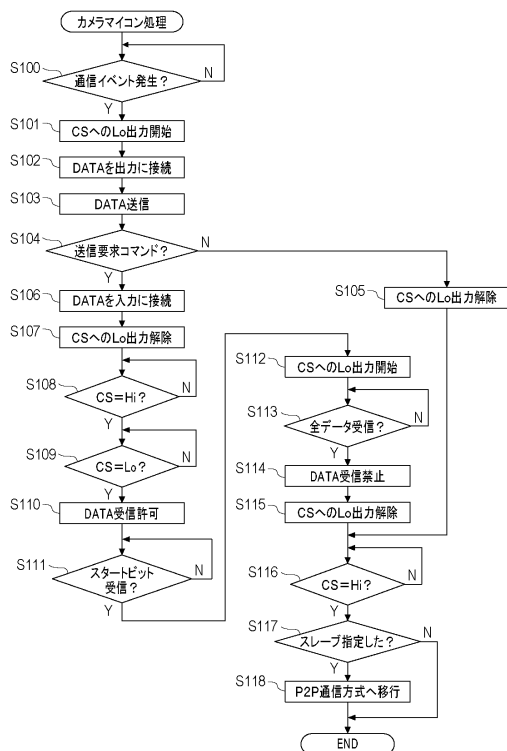 カメラマイコン処理
S100
通信イベント発生?
N
Y
S101
CSへのLo出力開始
S102
DATAを出力に接続
S103
DATA送信
S104
送信要求コマンド?
N
Y
S105
CSへのLo出力解除
S106
DATAを入力に接続
S107
CSへのLo出力解除
S108
CS=Hi?
N
Y
S109
CS=Lo?
N
Y
S110
DATA受信許可
S111
スタートビット
受信?
N
Y
S112
CSへのLo出力開始
S113
全データ受信?
N
Y
S114
DATA受信禁止
S115
CSへのLo出力解除
S116
CS=Hi?
N
Y
S117
スレーブ指定した?
N
Y
S118
P2P通信方式へ移行
END